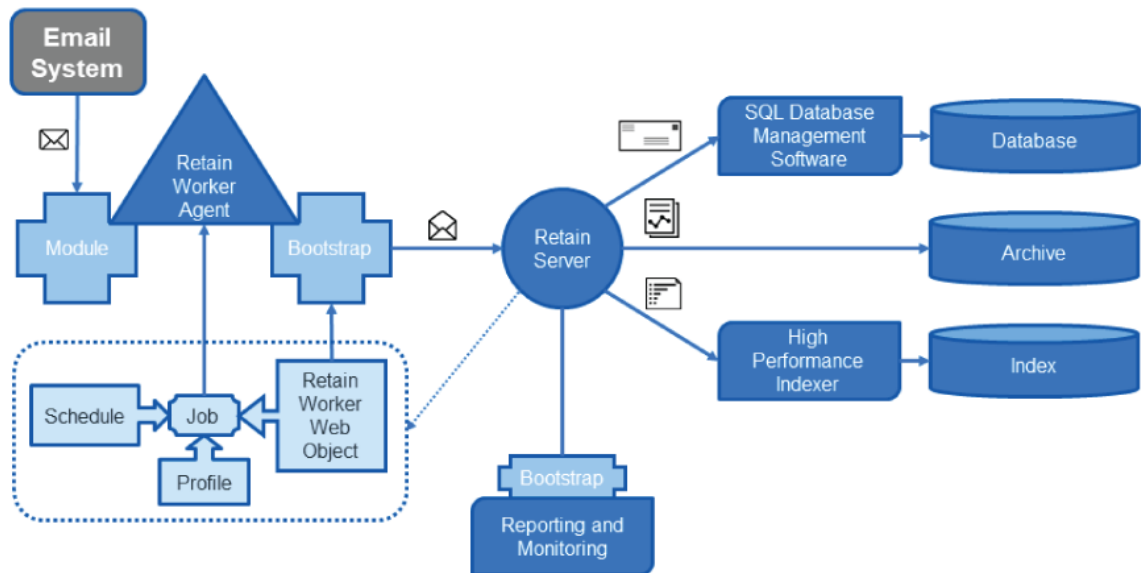 Email
System
Retain
Worker
Agent
Module
Bootstrap
Retain
Server
SQL Database
Management
Software
Database
Archive
High
Performance
Indexer
Index
Schedule
Job
Retain
Worker
Web
Object
Profile
Bootstrap
Reporting and
Monitoring